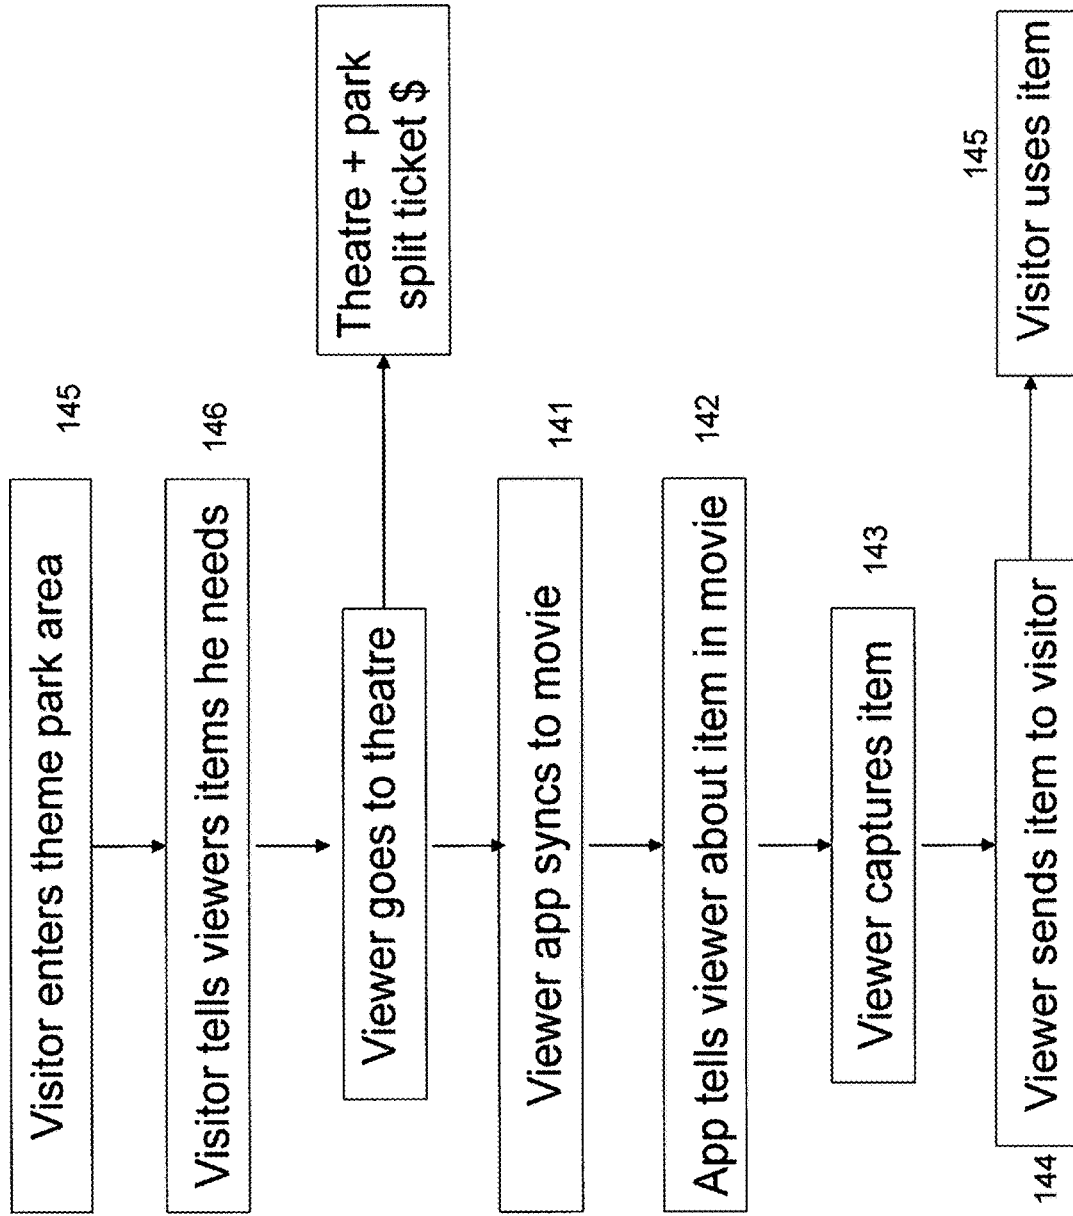 Visitor enters theme park area
145
Visitor tells viewers items he needs
146
Viewer goes to theatre
Theatre + park
split ticket $
Viewer app syncs to movie
141
App tells viewer about item in movie
142
Viewer captures item
143
144
Viewer sends item to visitor
145
Visitor uses item